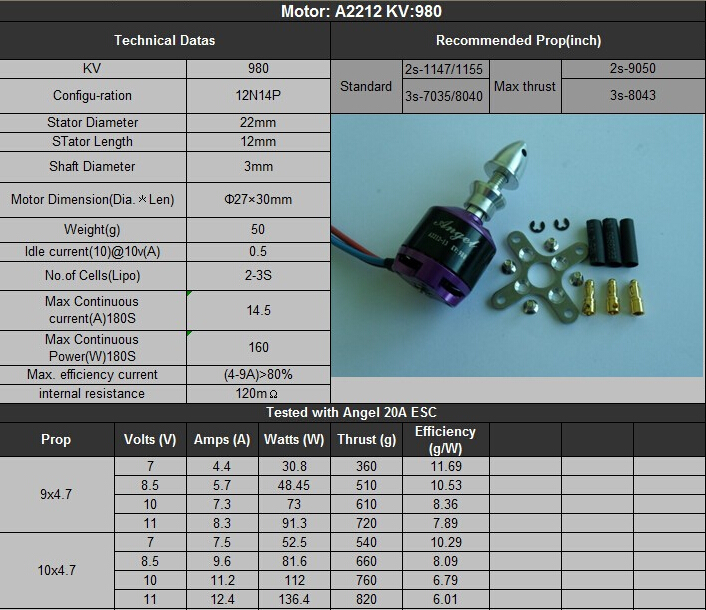 Motor: A2212 KV:980
Technical Datas
Recommended Prop(inch)
KV 980
Configu-ration 12N14P
Stator Diameter 22mm
STator Length 12mm
Shaft Diameter 3mm
Motor Dimension(Dia.※Len) Φ27×30mm
Weight(g) 50
Idle current(10)@10v(A) 0.5
No.of Cells(Lipo) 2-3S
Max Continuous
current(A)180S 14.5
Max Continuous
Power(W)180S 160
Max. efficiency current (4-9A)>80%
internal resistance 120mΩ
Standard 2s-1147/1155 Max thrust 2s-9050
3s-7035/8040 3s-8043
Angel
Tested with Angel 20A ESC
Prop Volts (V) Amps (A) Watts (W) Thrust (g) Efficiency
(g/W)
9x4.7 7 4.4 30.8 360 11.69
8.5 5.7 48.45 510 10.53
10 7.3 73 610 8.36
11 8.3 91.3 720 7.89
10x4.7 7 7.5 52.5 540 10.29
8.5 9.6 81.6 660 8.09
10 11.2 112 760 6.79
11 12.4 136.4 820 6.01